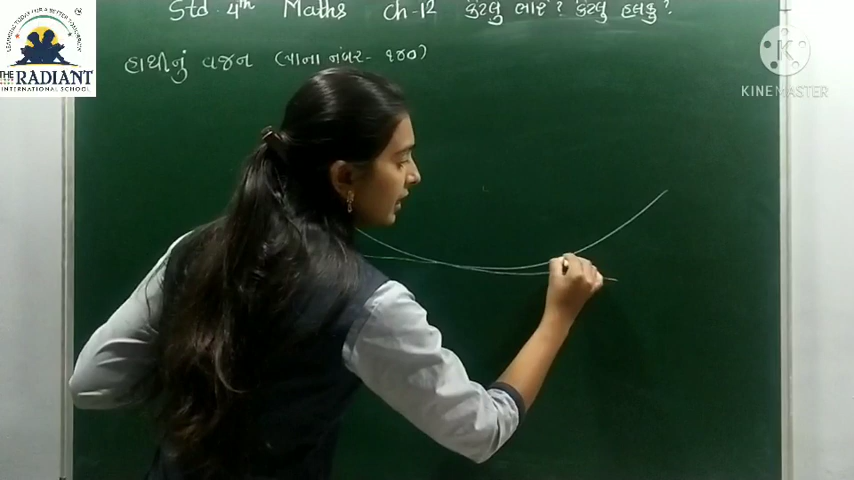 Std. 4th Maths ch-12 કેટલું ભારે? કેટલું હલકું?
હાથીનું વજન (પાના નંબર- ૧૪૦)
THE RADIANT
INTERNATIONAL SCHOOL
K
KINEMASTER